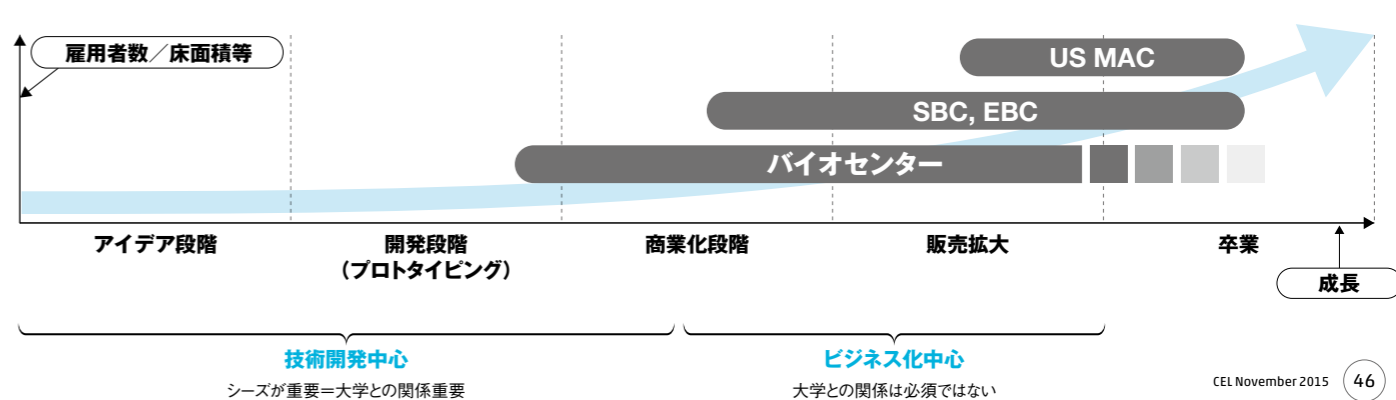 雇用者数／床面積等
US MAC
SBC, EBC
バイオセンター
アイデア段階
開発段階
（プロトタイピング）
商業化段階
販売拡大
卒業
成長
技術開発中心
シーズが重要＝大学との関係重要
ビジネス化中心
大学との関係は必須ではない
CEL November 2015 46